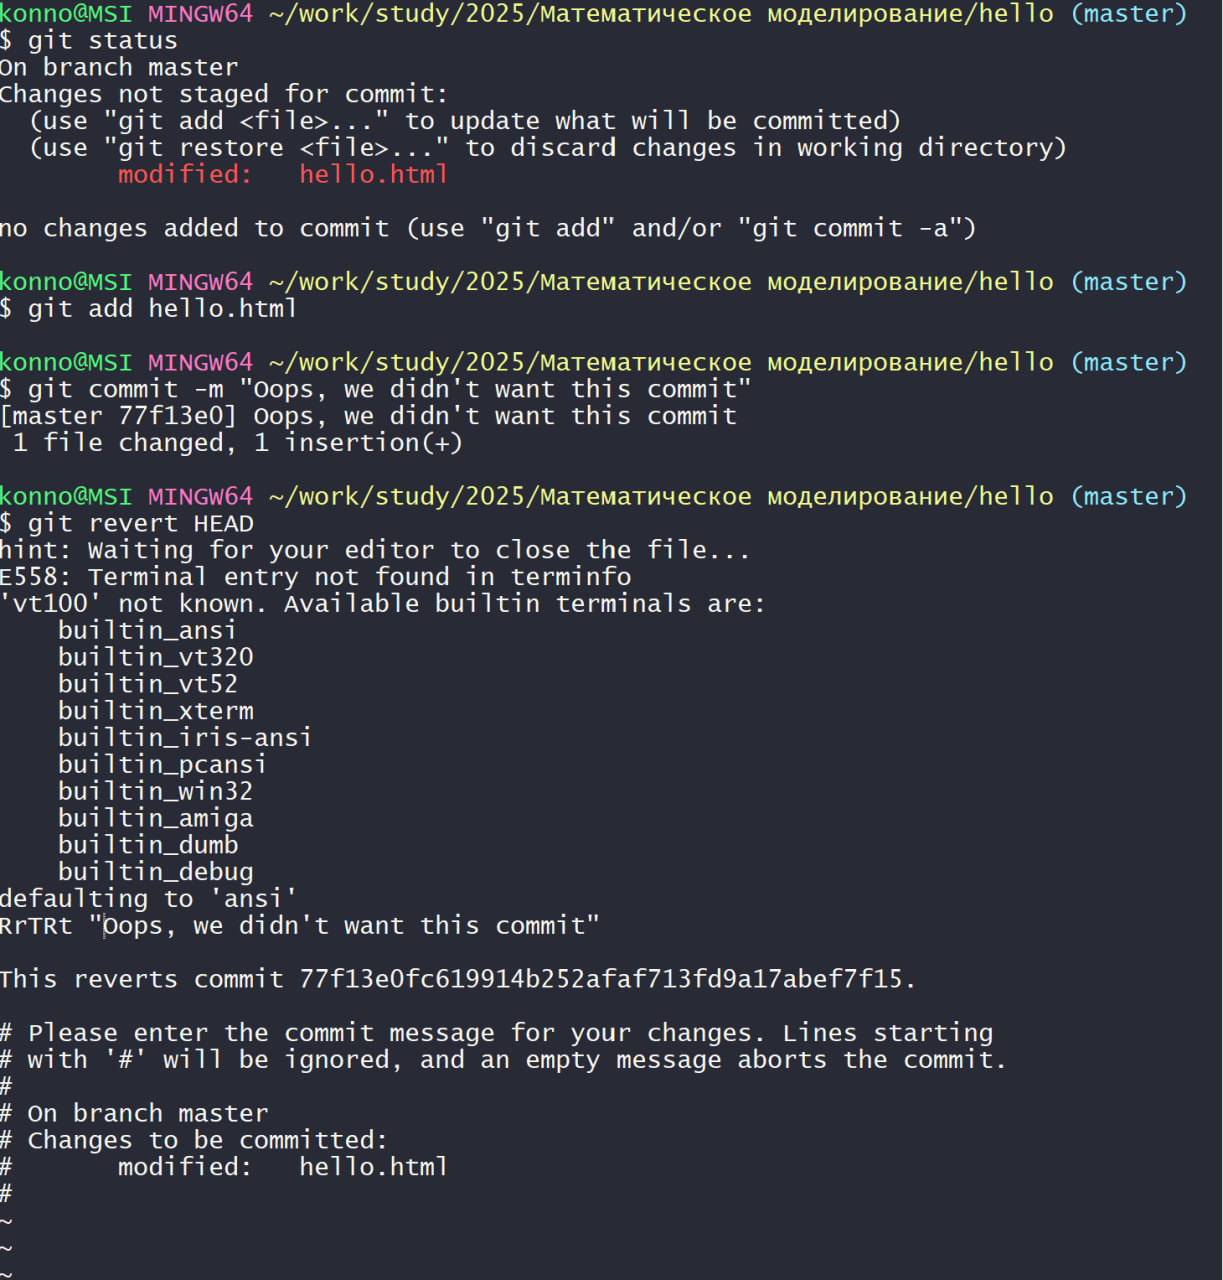 konno@MSI MINGW64 ~/work/study/2025/Математическое моделирование/hello (master)
$ git status
On branch master
Changes not staged for commit:
  (use "git add <file>..." to update what will be committed)
  (use "git restore <file>..." to discard changes in working directory)
        modified:   hello.html

no changes added to commit (use "git add" and/or "git commit -a")

konno@MSI MINGW64 ~/work/study/2025/Математическое моделирование/hello (master)
$ git add hello.html

konno@MSI MINGW64 ~/work/study/2025/Математическое моделирование/hello (master)
$ git commit -m "Oops, we didn't want this commit"
[master 77f13e0] Oops, we didn't want this commit
 1 file changed, 1 insertion(+)

konno@MSI MINGW64 ~/work/study/2025/Математическое моделирование/hello (master)
$ git revert HEAD
hint: Waiting for your editor to close the file...
E558: Terminal entry not found in terminfo
'vt100' not known. Available builtin terminals are:
    builtin_ansi
    builtin_vt320
    builtin_vt52
    builtin_xterm
    builtin_iris-ansi
    builtin_pcansi
    builtin_win32
    builtin_amiga
    builtin_dumb
    builtin_debug
defaulting to 'ansi'
RrTRt "Oops, we didn't want this commit"

This reverts commit 77f13e0fc619914b252afaf713fd9a17abef7f15.

# Please enter the commit message for your changes. Lines starting
# with '#' will be ignored, and an empty message aborts the commit.
#
# On branch master
# Changes to be committed:
#       modified:   hello.html
#
~
~
~